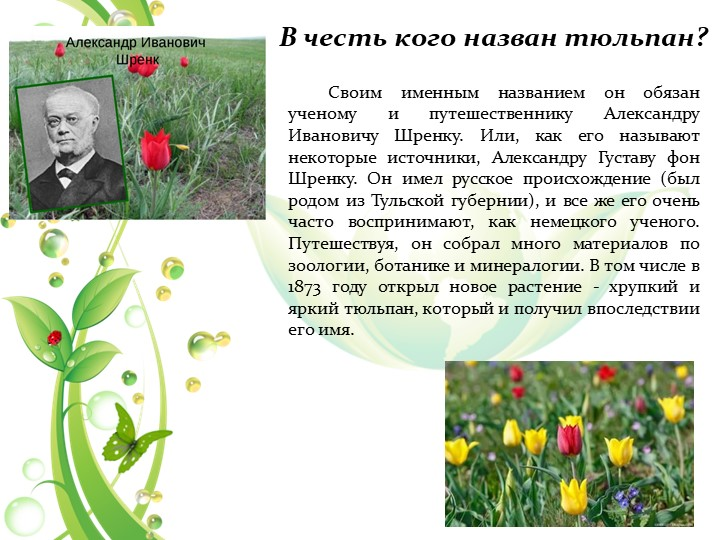 Александр Иванович
Шренк
В честь кого назван тюльпан?
Своим именным названием он обязан
ученому и путешественнику Александру
Ивановичу Шренку. Или, как его называют
некоторые источники, Александру Густаву фон
Шренку. Он имел русское происхождение (был
родом из Тульской губернии), и все же его очень
часто воспринимают, как немецкого ученого.
Путешествуя, он собрал много материалов по
зоологии, ботанике и минералогии. В том числе в
1873 году открыл новое растение - хрупкий и
яркий тюльпан, который и получил впоследствии
его имя.